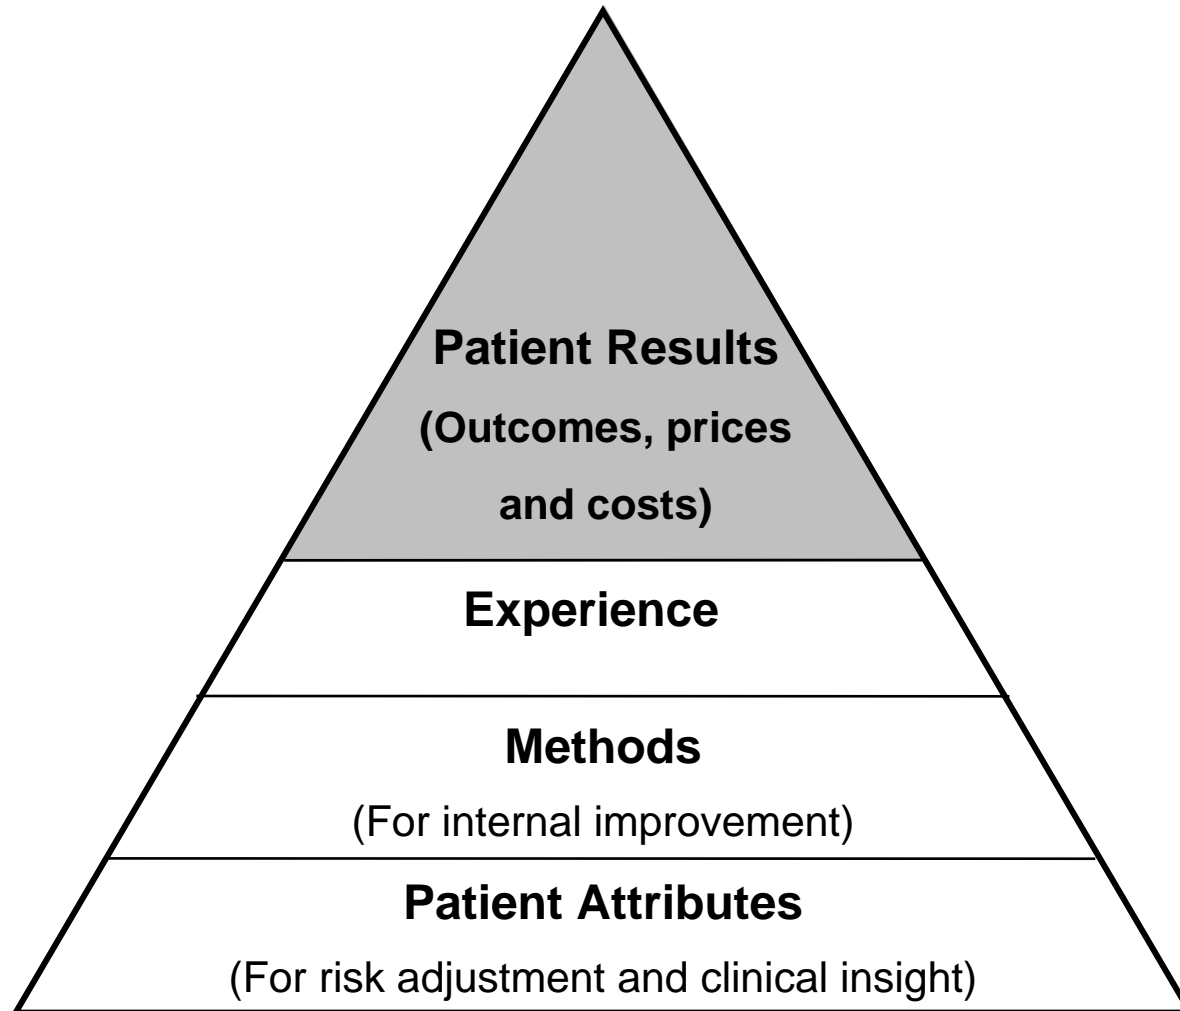 Patient Results
(Outcomes, prices
and costs)
Experience
Methods
(For internal improvement)
Patient Attributes
(For risk adjustment and clinical insight)